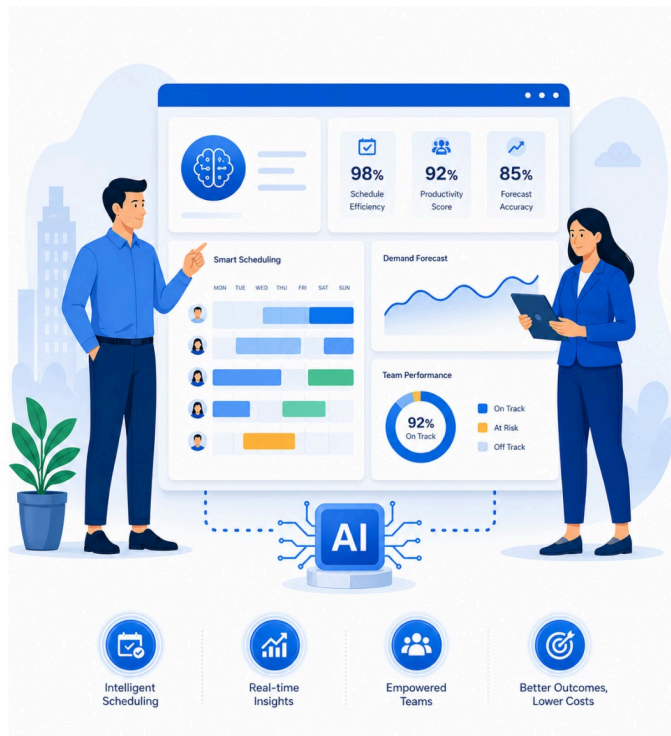 98%
Schedule
Efficiency
92%
Productivity
Score
85%
Forecast
Accuracy
Smart Scheduling
MON TUE WED THU FRI SAT SUN
Demand Forecast
Team Performance
92%
On Track
On Track
At Risk
Off Track
AI
Intelligent
Scheduling
Real-time
Insights
Empowered
Teams
Better Outcomes,
Lower Costs